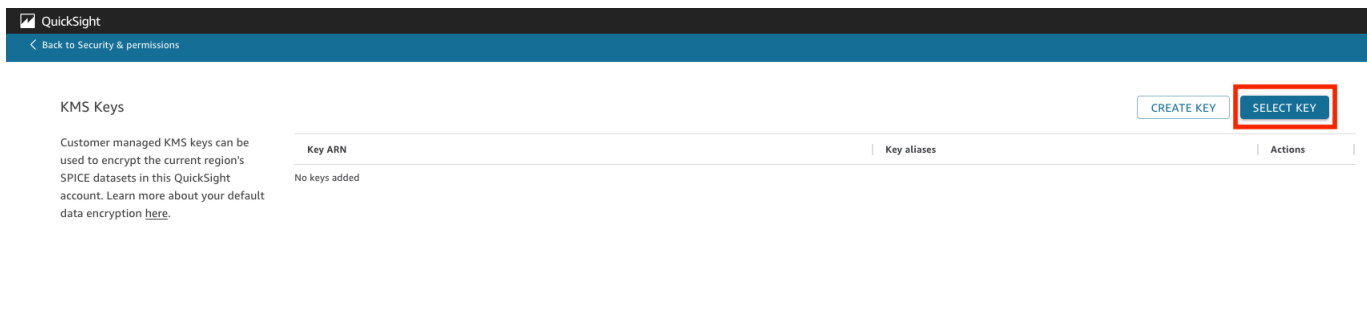 QuickSight
Back to Security & permissions
KMS Keys
CREATE KEY
SELECT KEY
Customer managed KMS keys can be
used to encrypt the current region's
SPICE datasets in this QuickSight
account. Learn more about your default
data encryption here.
Key ARN
Key aliases
Actions
No keys added